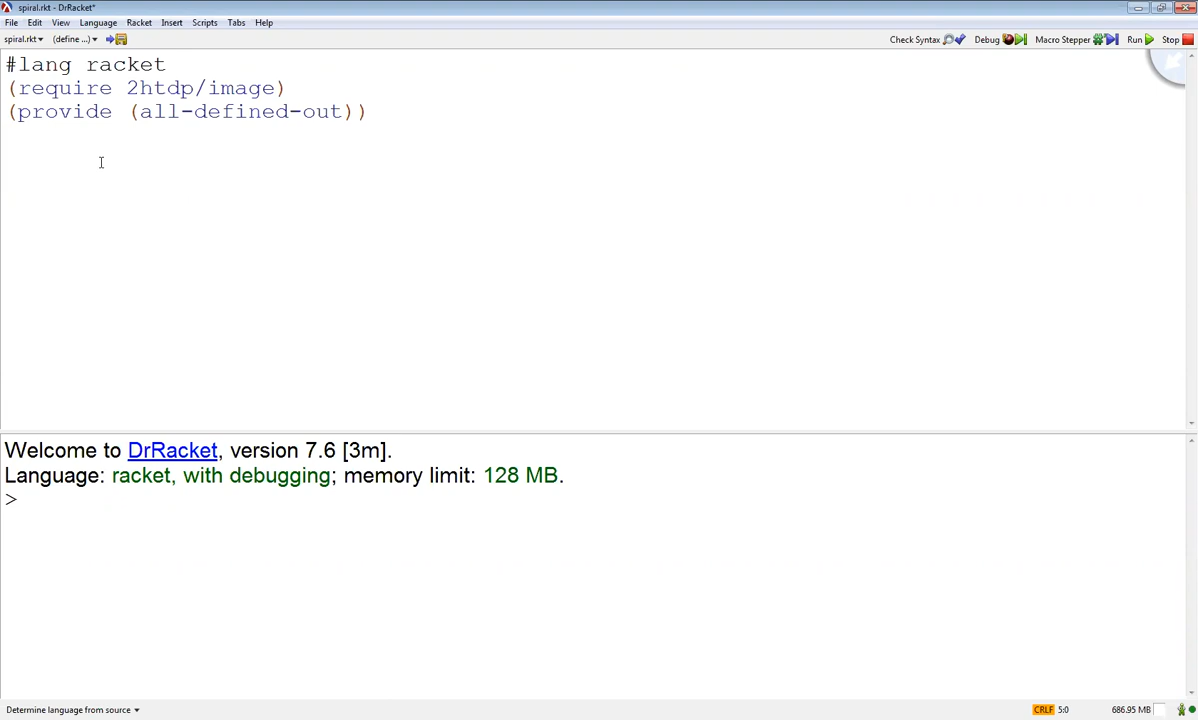 spiral.rkt - DrRacket*
File Edit View Language Racket Insert Scripts Tabs Help
spiral.rkt▾ (define ...)▾ Check Syntax Debug Macro Stepper Run Stop
#lang racket
(require 2htdp/image)
(provide (all-defined-out))
Welcome to DrRacket, version 7.6 [3m].
Language: racket, with debugging; memory limit: 128 MB.
>
Determine language from source▾ CRLF 5:0 686.95 MB